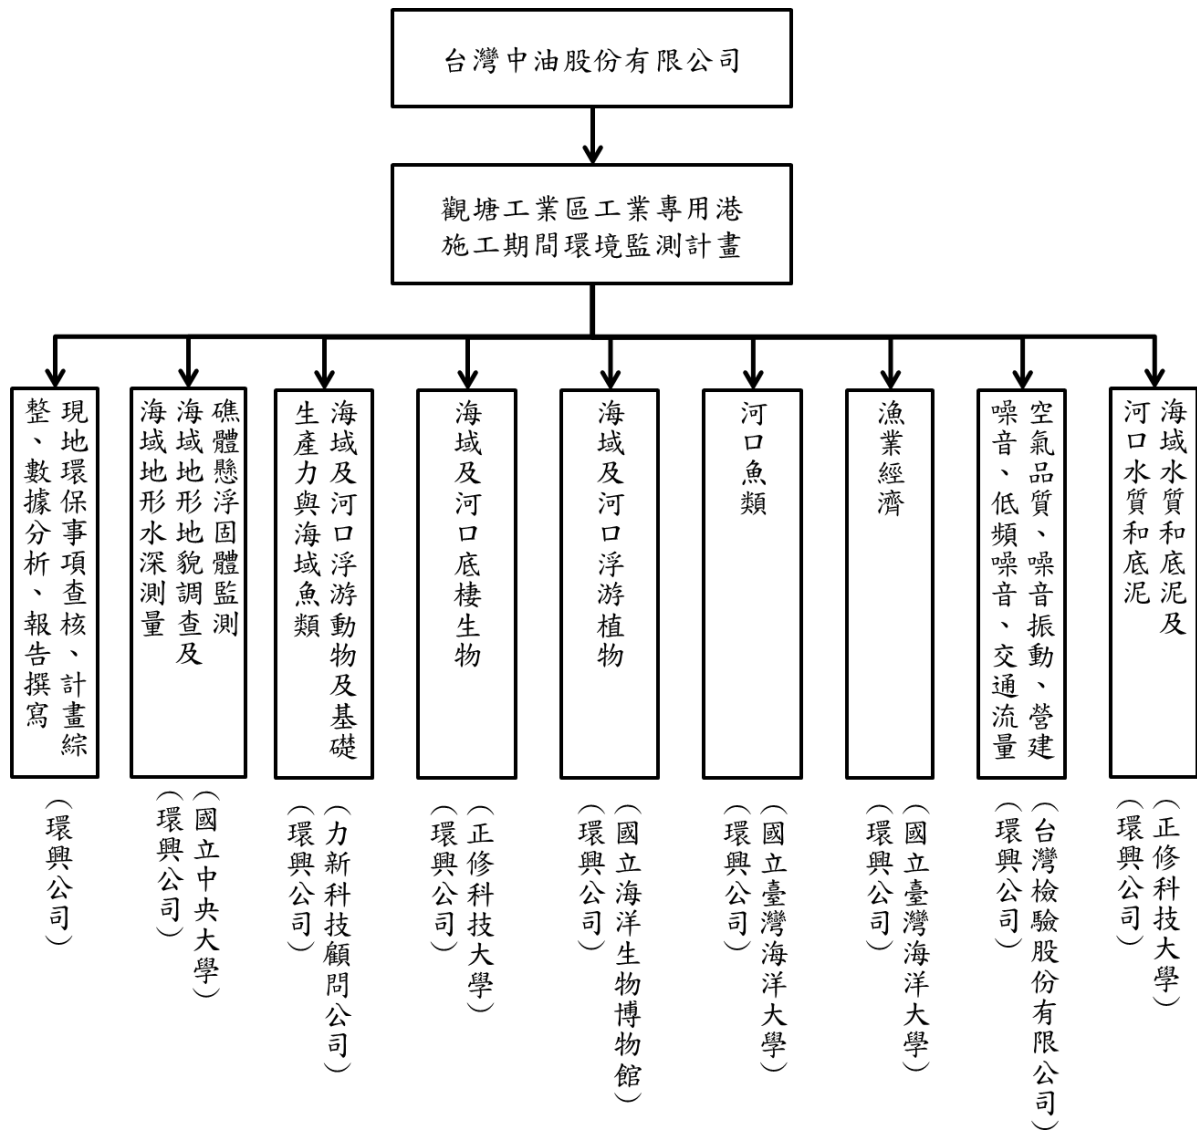 台灣中油股份有限公司
觀塘工業區工業專用港
施工期間環境監測計畫
現地環保事項查核、計畫綜
整、數據分析、報告撰寫
礁體懸浮固體監測
海域地形地貌調查及
海域地形水深測量
海域及河口浮游動物及基礎
生產力與海域魚類
海域及河口底棲生物
海域及河口浮游植物
河口魚類
漁業經濟
空氣品質、噪音振動、營建
噪音、低頻噪音、交通流量
海域水質和底泥及
河口水質和底泥
（環興公司）
（國立中央大學）
（環興公司）
（力新科技顧問公司）
（環興公司）
（正修科技大學）
（環興公司）
（國立海洋生物博物館）
（環興公司）
（國立臺灣海洋大學）
（環興公司）
（國立臺灣海洋大學）
（環興公司）
（台灣檢驗股份有限公司）
（環興公司）
（正修科技大學）
（環興公司）